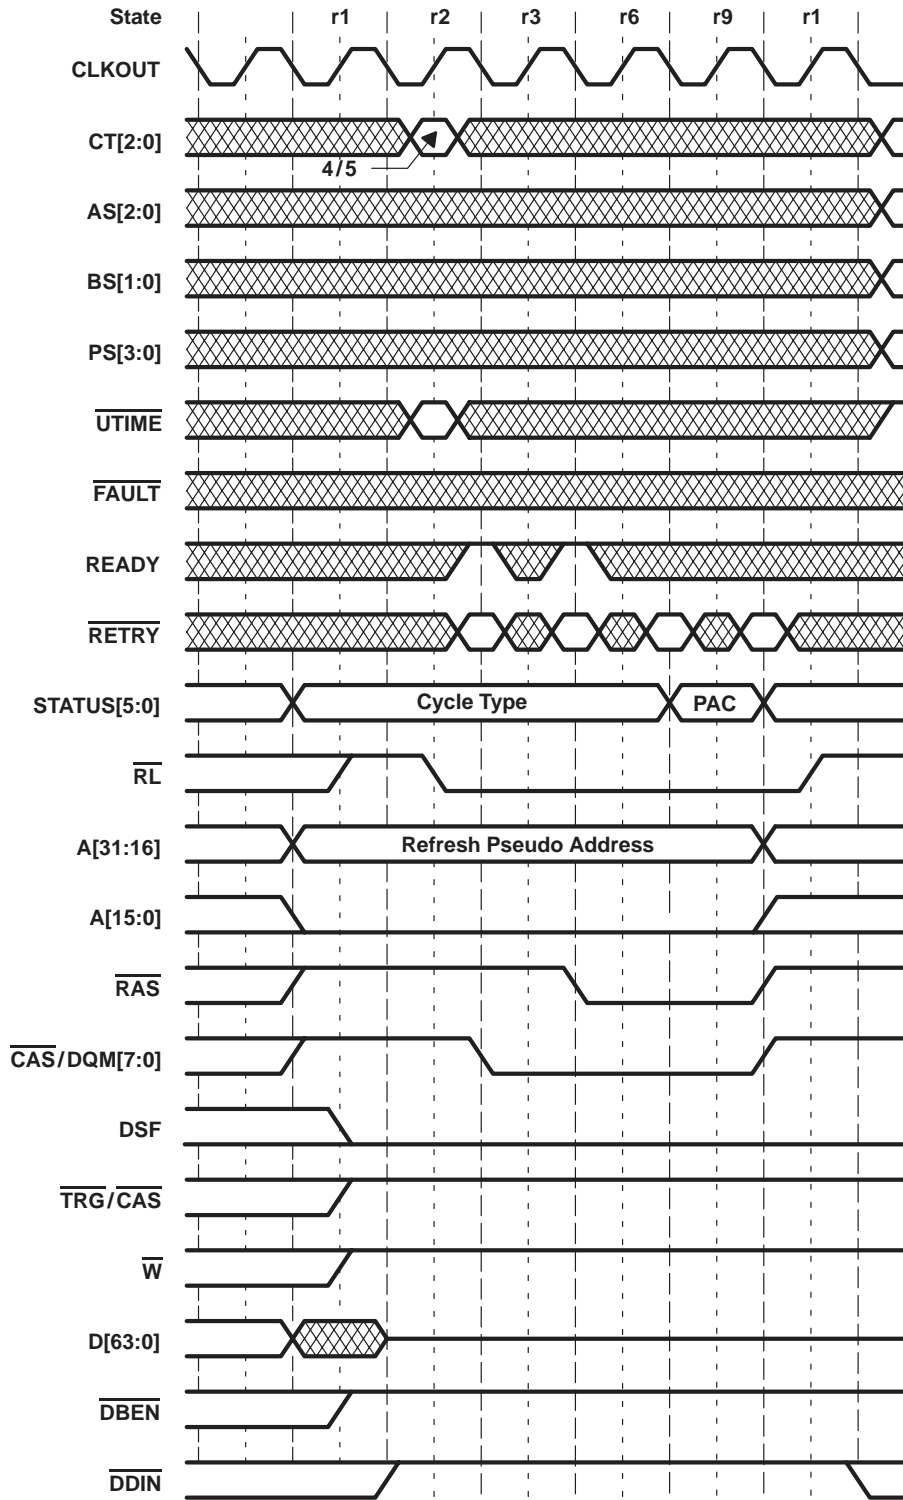 State r1 r2 r3 r6 r9 r1
CLKOUT
CT[2:0]
4/5
AS[2:0]
BS[1:0]
PS[3:0]
UTIME
FAULT
READY
RETRY
STATUS[5:0] Cycle Type PAC
RL
A[31:16] Refresh Pseudo Address
A[15:0]
RAS
CAS/DQM[7:0]
DSF
TRG/CAS
W
D[63:0]
DBEN
DDIN